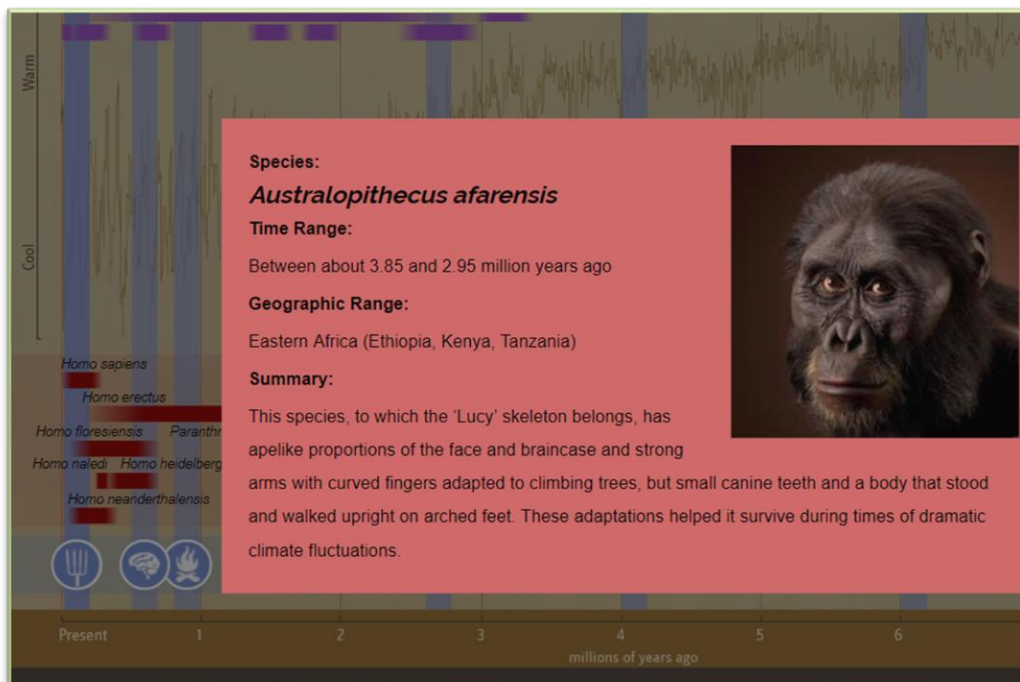 Warm
Cool
Species:
Australopithecus afarensis
Time Range:
Between about 3.85 and 2.95 million years ago
Geographic Range:
Eastern Africa (Ethiopia, Kenya, Tanzania)
Summary:
This species, to which the ‘Lucy’ skeleton belongs, has
apelike proportions of the face and braincase and strong
arms with curved fingers adapted to climbing trees, but small canine teeth and a body that stood
and walked upright on arched feet. These adaptations helped it survive during times of dramatic
climate fluctuations.
Homo sapiens
Homo erectus
Homo floresiensis Paranthr
Homo naledi Homo heidelberg
Homo neanderthalensis
Present 1 2 3 4 5 6
millions of years ago